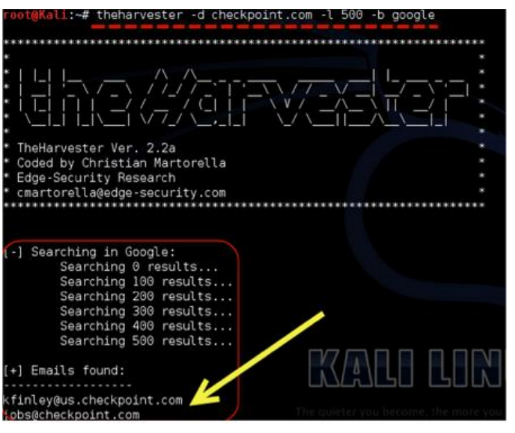 root@Kali:~# theharvester -d checkpoint.com -l 500 -b google
*******************************************************************
*                                                                 *
* theHarvester *
* TheHarvester Ver. 2.2a *
* Coded by Christian Martorella *
* Edge-Security Research *
* cmartorella@edge-security.com *
*******************************************************************
[-] Searching in Google:
Searching 0 results...
Searching 100 results...
Searching 200 results...
Searching 300 results...
Searching 400 results...
Searching 500 results...
[+] Emails found:
------------------
kfinley@us.checkpoint.com
jobs@checkpoint.com
KALI LIN
The quieter you become, the more you